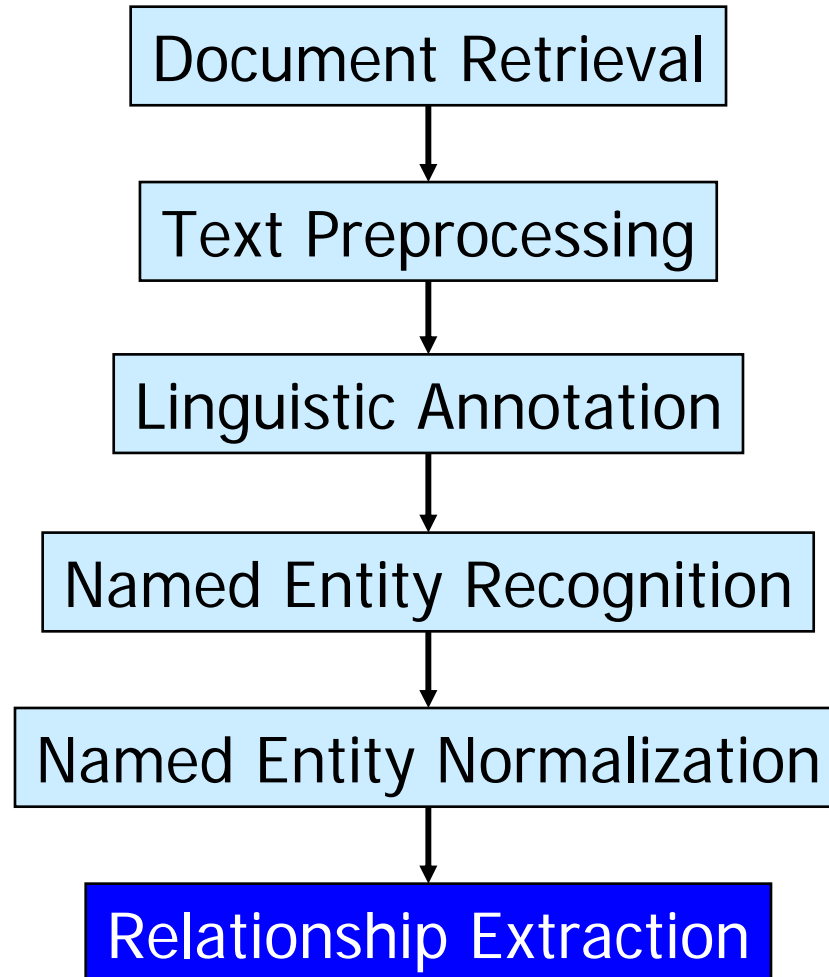 Document Retrieval
Text Preprocessing
Linguistic Annotation
Named Entity Recognition
Named Entity Normalization
Relationship Extraction